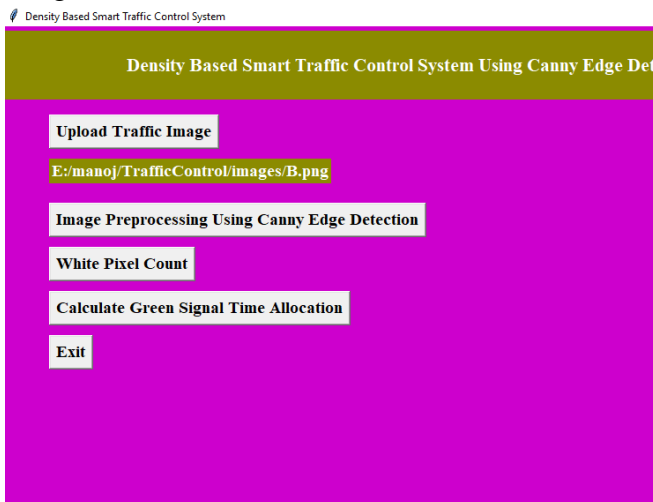 Density Based Smart Traffic Control System
Density Based Smart Traffic Control System Using Canny Edge Det
Upload Traffic Image
E:/manoj/TrafficControl/images/B.png
Image Preprocessing Using Canny Edge Detection
White Pixel Count
Calculate Green Signal Time Allocation
Exit